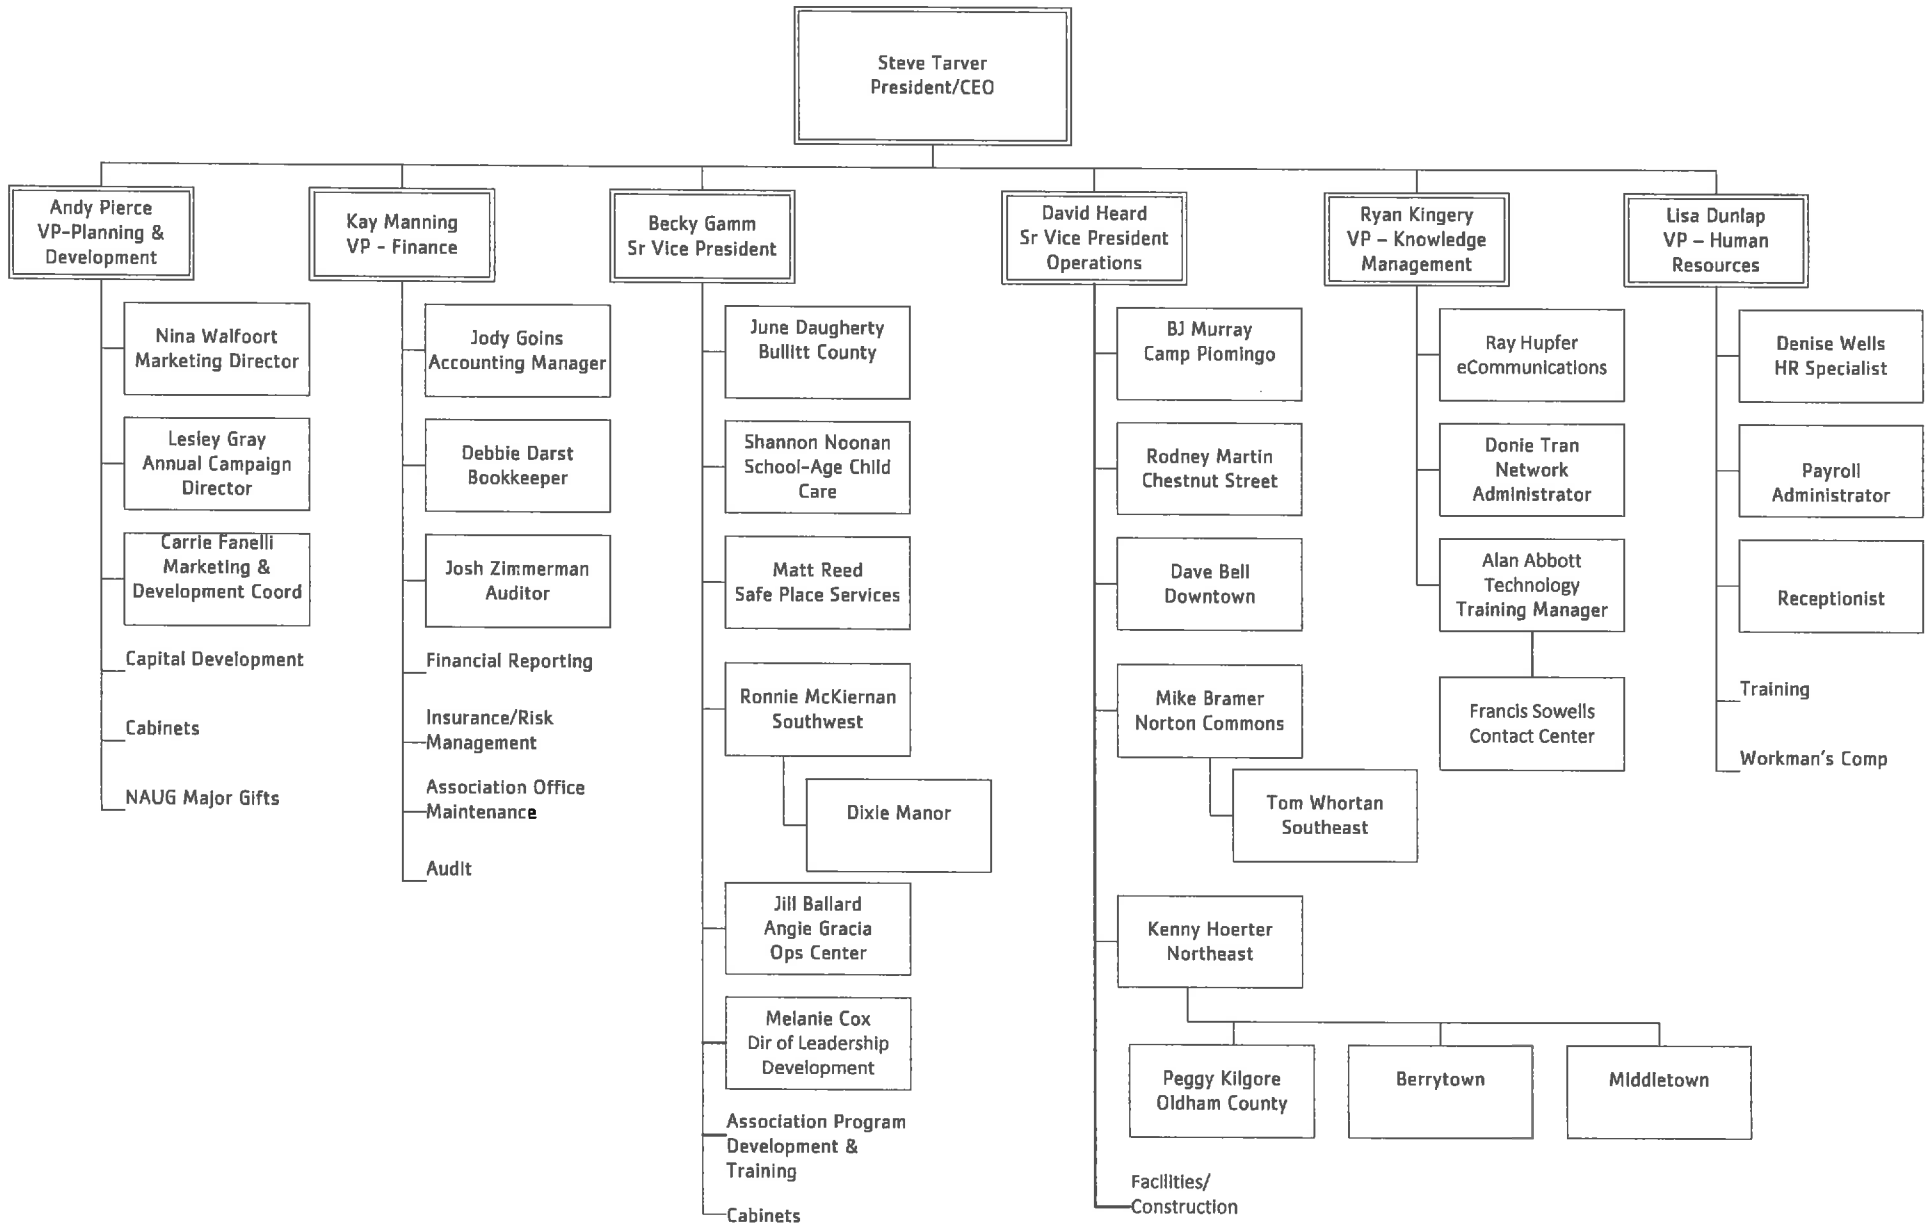 Steve Tarver
President/CEO
Andy Pierce
VP-Planning &
Development
Kay Manning
VP - Finance
Becky Gamm
Sr Vice President
David Heard
Sr Vice President
Operations
Ryan Kingery
VP – Knowledge
Management
Lisa Dunlap
VP – Human
Resources
Nina Walfoort
Marketing Director
Lesley Gray
Annual Campaign
Director
Carrie Fanelli
Marketing &
Development Coord
Capital Development
Cabinets
NAUG Major Gifts
Jody Goins
Accounting Manager
Debbie Darst
Bookkeeper
Josh Zimmerman
Auditor
Financial Reporting
Insurance/Risk
Management
Association Office
Maintenance
Audit
June Daugherty
Bullitt County
Shannon Noonan
School-Age Child
Care
Matt Reed
Safe Place Services
Ronnie McKiernan
Southwest
Dixie Manor
Jill Ballard
Angie Gracia
Ops Center
Melanie Cox
Dir of Leadership
Development
Association Program
Development &
Training
Cabinets
BJ Murray
Camp Piomingo
Rodney Martin
Chestnut Street
Dave Bell
Downtown
Mike Bramer
Norton Commons
Tom Whortan
Southeast
Kenny Hoerter
Northeast
Peggy Kilgore
Oldham County
Berrytown
Middletown
Facilities/
Construction
Ray Hupfer
eCommunications
Donie Tran
Network
Administrator
Alan Abbott
Technology
Training Manager
Francis Sowells
Contact Center
Denise Wells
HR Specialist
Payroll
Administrator
Receptionist
Training
Workman's Comp